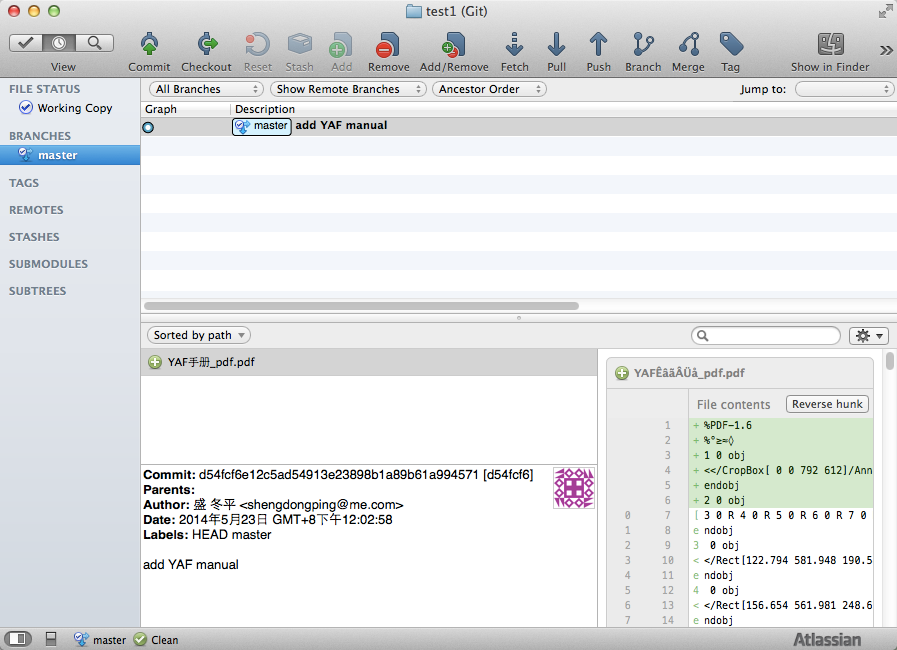 test1 (Git)
View Commit Checkout Reset Stash Add Remove Add/Remove Fetch Pull Push Branch Merge Tag Show in Finder
FILE STATUS
Working Copy
BRANCHES
master
TAGS
REMOTES
STASHES
SUBMODULES
SUBTREES
All Branches Show Remote Branches Ancestor Order Jump to:
Graph Description
master add YAF manual
Sorted by path
YAF手册_pdf.pdf
Commit: d54fcf6e12c5ad54913e23898b1a89b61a994571 [d54fcf6]
Parents:
Author: 盛 冬平 <shengdongping@me.com>
Date: 2014年5月23日 GMT+8下午12:02:58
Labels: HEAD master
add YAF manual
YAFÊâãÂÜå_pdf.pdf
File contents Reverse hunk
1 + %PDF-1.6
2 + %°≥≈◊
3 + 1 0 obj
4 + <</CropBox[ 0 0 792 612]/Ann
5 + endobj
6 + 2 0 obj
0 7 [ 3 0 R 4 0 R 5 0 R 6 0 R 7 0
1 8 e ndobj
2 9 3 0 obj
3 10 < </Rect[122.794 581.948 190.5
4 11 e ndobj
5 12 4 0 obj
6 13 < </Rect[156.654 561.981 248.6
7 14 e ndobj
master Clean
Atlassian